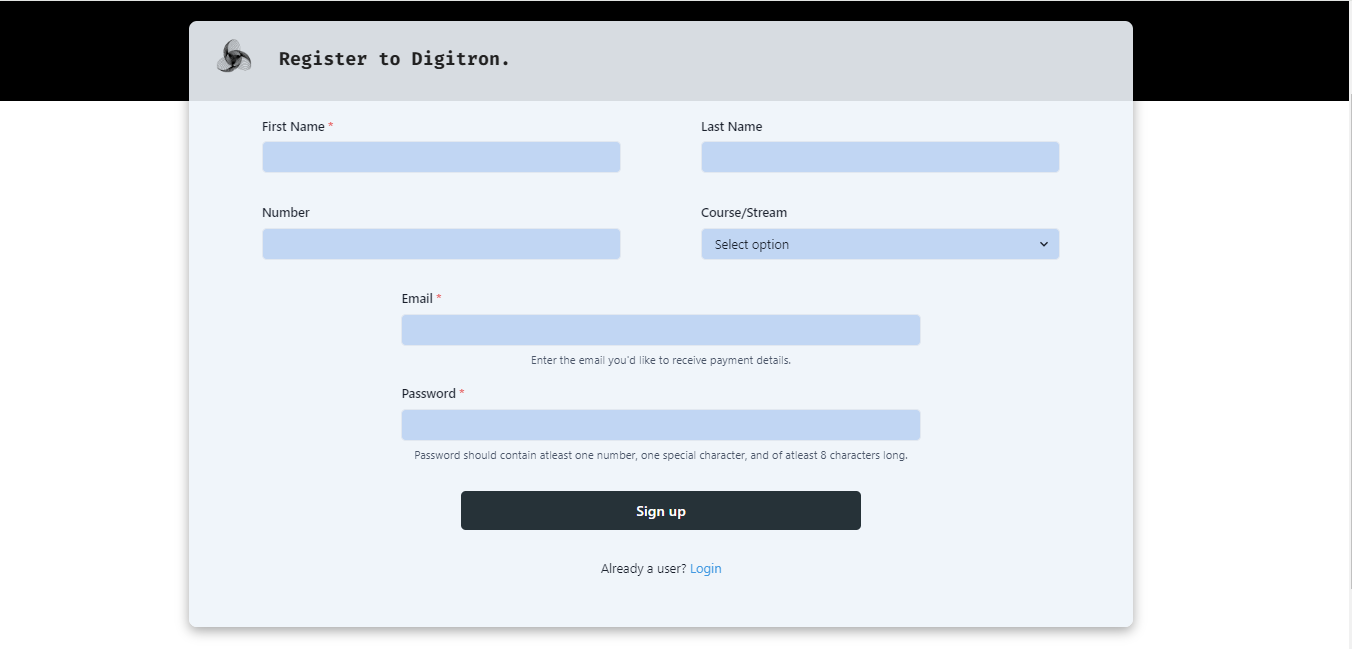 Register to Digitron.
First Name *
Last Name
Number
Course/Stream
Select option
Email *
Enter the email you'd like to receive payment details.
Password *
Password should contain atleast one number, one special character, and of atleast 8 characters long.
Sign up
Already a user? Login